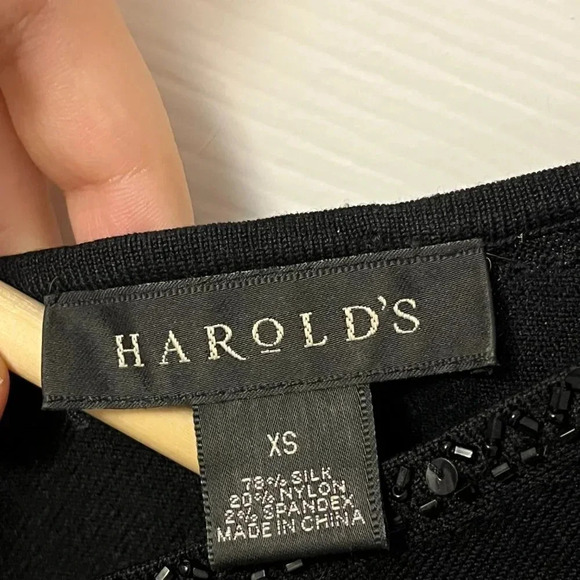 HAROLD'S
XS
78% SILK
20% NYLON
2% SPANDEX
MADE IN CHINA